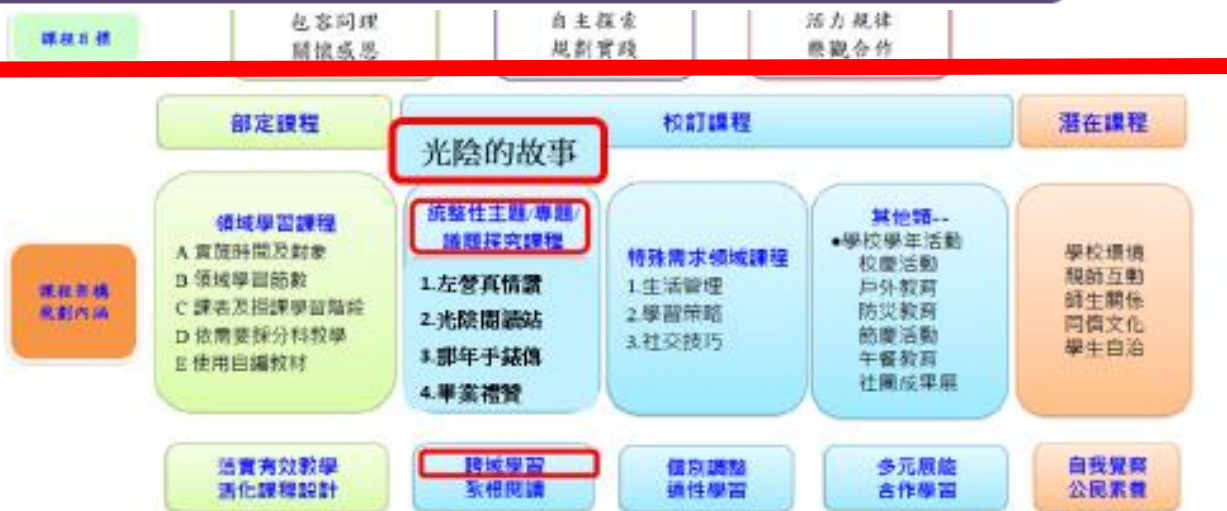 課程目標
包容同理
關懷感恩
自主探索
規劃實踐
活力規律
樂觀合作
部定課程
校訂課程
潛在課程
光陰的故事
課程架構
規劃內涵
領域學習課程
A 實施時間及對象
B 領域學習節數
C 課表及授課學習階段
D 依需要採分科教學
E 使用自編教材
統整性主題/專題/
議題探究課程
1.左營真情讚
2.光陰閱讀站
3.那年手錶傳
4.畢業禮贊
特殊需求領域課程
1.生活管理
2.學習策略
3.社交技巧
其他類--
●學校學年活動
校慶活動
戶外教育
防災教育
節慶活動
午餐教育
社團成果展
學校環境
親師互動
師生關係
同儕文化
學生自治
落實有效教學
活化課程設計
跨域學習
紮根閱讀
個別調整
適性學習
多元展能
合作學習
自我覺察
公民素養